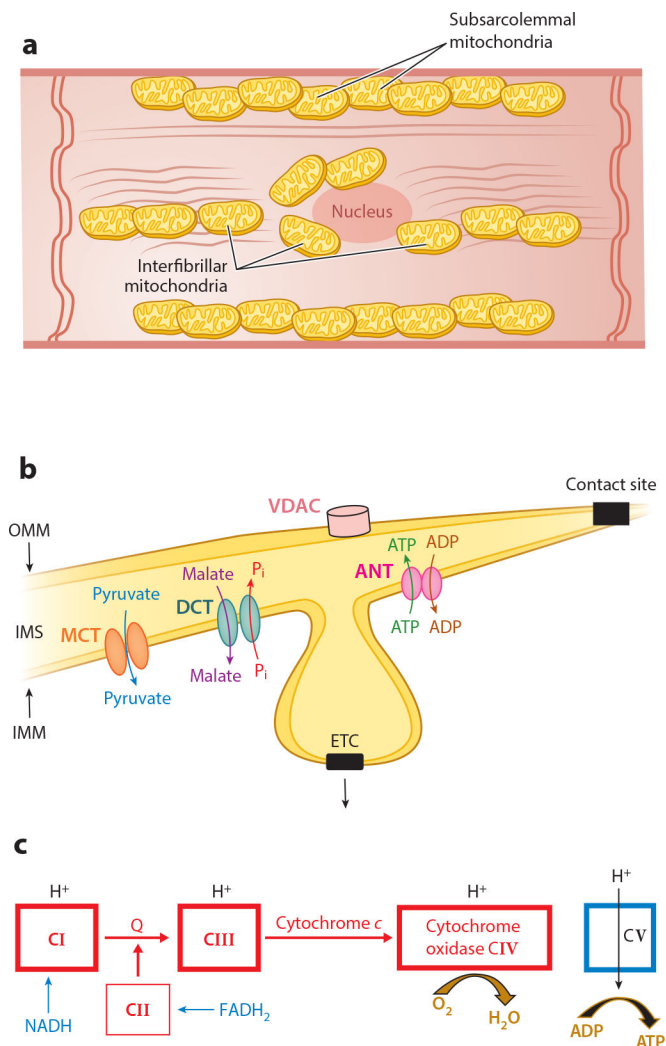 a
Subsarcolemmal
mitochondria
Nucleus
Interfibrillar
mitochondria
b
Contact site
VDAC
OMM
ATP ADP
Malate Pi
ANT
Pyruvate
DCT
IMS
MCT
ATP ADP
Malate Pi
Pyruvate
IMM
ETC
c
H+ H+ H+ H+
CI Q CIII Cytochrome c Cytochrome
oxidase CIV CV
CII
NADH FADH2
O2 H2O
ADP ATP